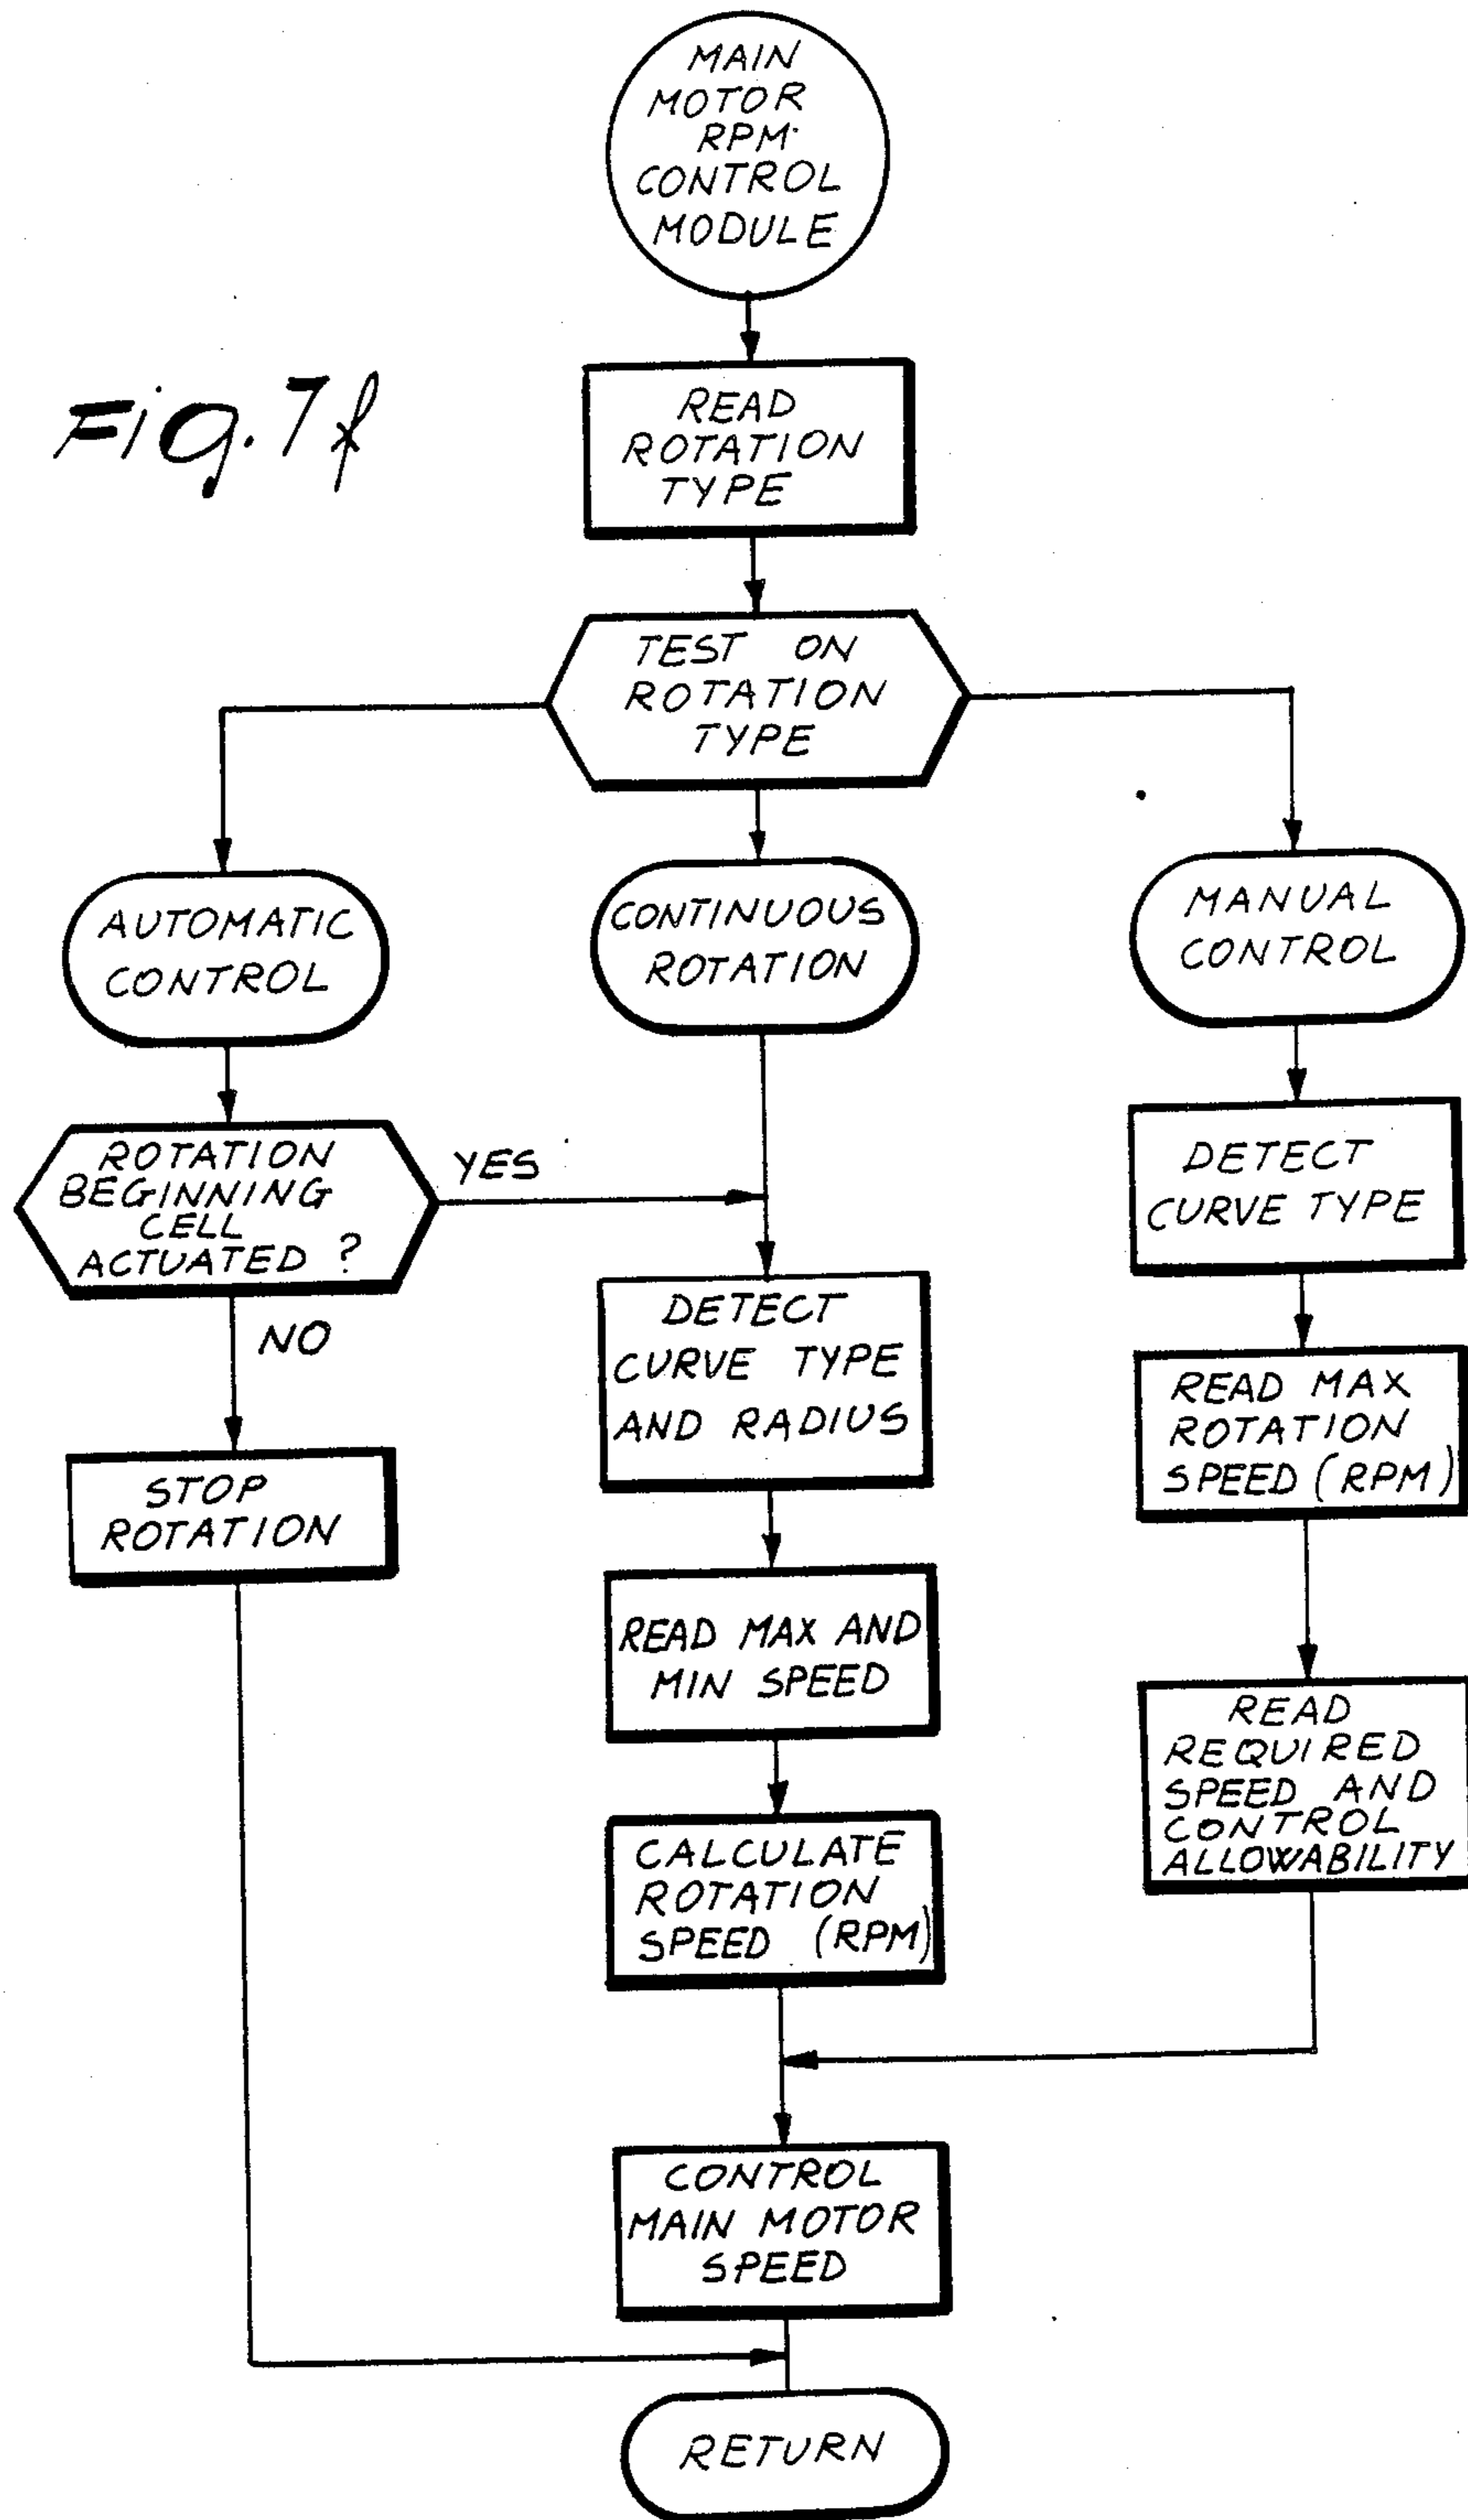 MAIN
MOTOR
RPM
CONTROL
MODULE
Fig. 7f
READ
ROTATION
TYPE
TEST ON
ROTATION
TYPE
AUTOMATIC
CONTROL
CONTINUOUS
ROTATION
MANUAL
CONTROL
ROTATION
BEGINNING
CELL
ACTUATED ?
YES
NO
DETECT
CURVE TYPE
DETECT
CURVE TYPE
AND RADIUS
READ MAX
ROTATION
SPEED (RPM)
STOP
ROTATION
READ MAX AND
MIN SPEED
READ
REQUIRED
SPEED AND
CONTROL
ALLOWABILITY
CALCULATE
ROTATION
SPEED (RPM)
CONTROL
MAIN MOTOR
SPEED
RETURN